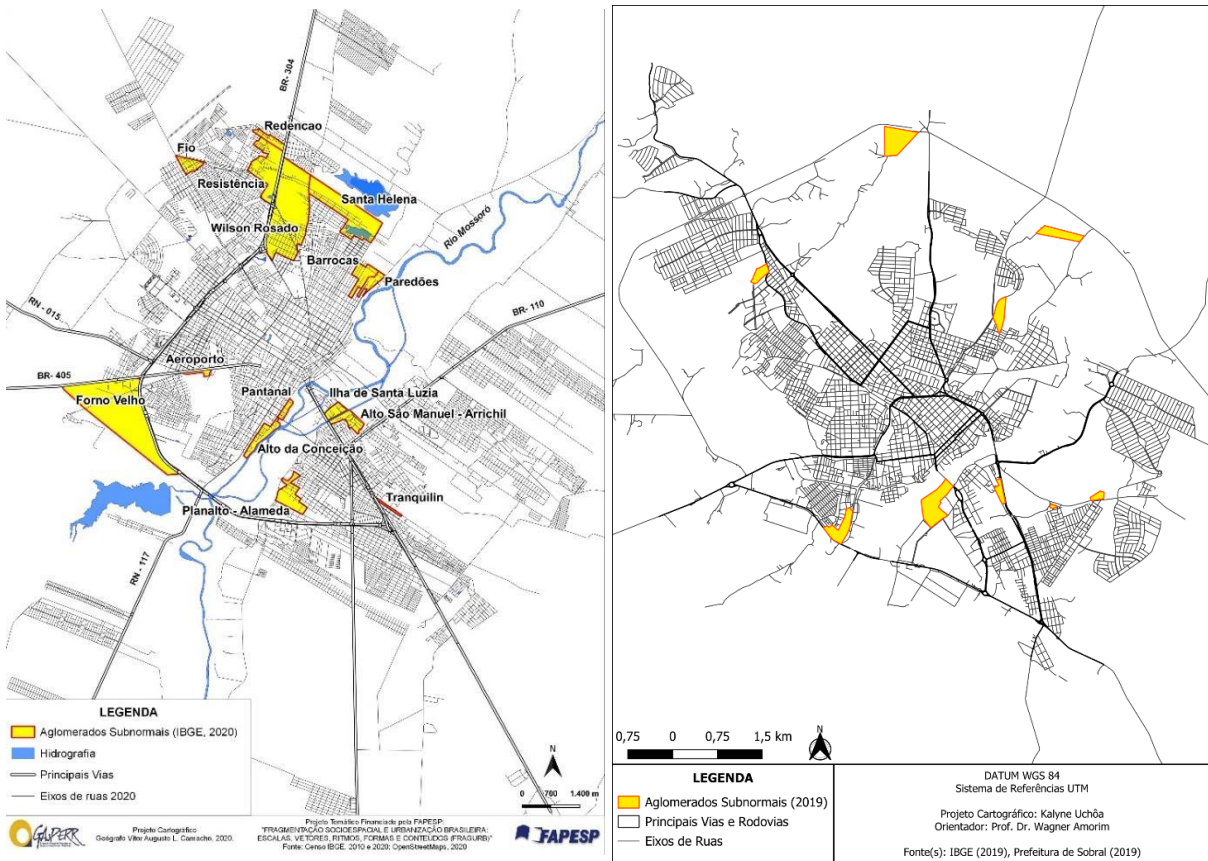 BR- 304
Redencao
Fio
Resistência
Santa Helena
Wilson Rosado
Rio Mossoró
Barrocas
Paredões
BR - 110
RN - 015
Aeroporto
BR- 405
Forno Velho
Pantanal
Ilha de Santa Luzia
Alto São Manuel - Arrichil
Alto da Conceição
Tranquilin
Planalto - Alameda
RN - 117
LEGENDA
Aglomerados Subnormais (IBGE, 2020)
Hidrografia
Principais Vias
Eixos de ruas 2020
N
0 700 1.400 m
GAsPERR
Projeto Cartográfico
Geógrafo Vitor Augusto L. Camacho, 2020.
Projeto Temático Financiado pela FAPESP:
"FRAGMENTAÇÃO SOCIOESPACIAL E URBANIZAÇÃO BRASILEIRA:
ESCALAS, VETORES, RITMOS, FORMAS E CONTEÚDOS (FRAGURB)"
Fonte: Censo IBGE, 2010 e 2020; OpenStreetMaps, 2020
FAPESP
0,75 0 0,75 1,5 km
N
LEGENDA
Aglomerados Subnormais (2019)
Principais Vias e Rodovias
Eixos de Ruas
DATUM WGS 84
Sistema de Referências UTM
Projeto Cartográfico: Kalyne Uchôa
Orientador: Prof. Dr. Wagner Amorim
Fonte(s): IBGE (2019), Prefeitura de Sobral (2019)